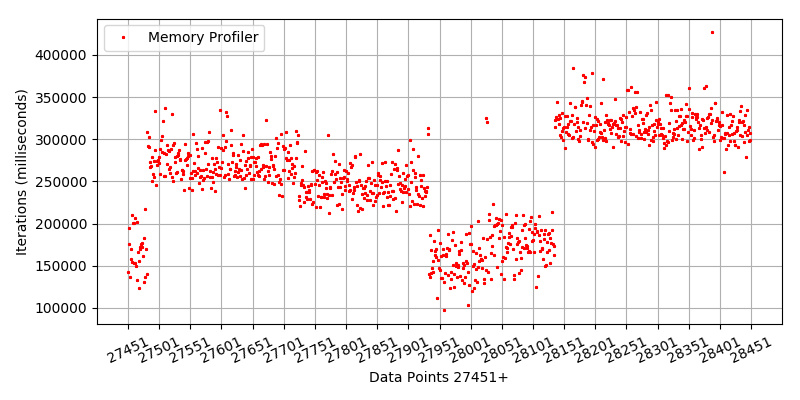 Memory Profiler
400000
350000
300000
250000
200000
150000
100000
Iterations (milliseconds)
27451 27501 27551 27601 27651 27701 27751 27801 27851 27901 27951 28001 28051 28101 28151 28201 28251 28301 28351 28401 28451
Data Points 27451+